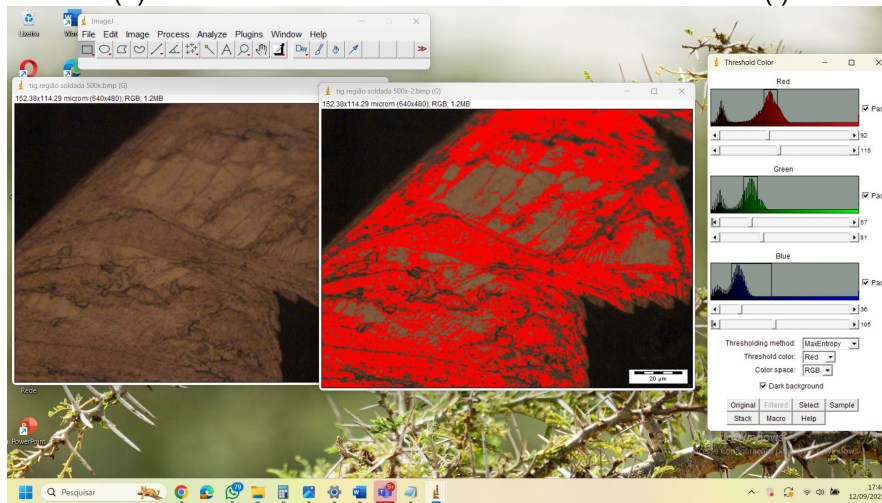 ImageJ
File Edit Image Process Analyze Plugins Window Help
Lixeira
tig região soldada 500x.bmp (G)
152.38x114.29 microm (640x480); RGB; 1.2MB
tig região soldada 500x-2.bmp (G)
152.38x114.29 microm (640x480); RGB; 1.2MB
20 µm
Threshold Color
Red
Pas
92
115
Green
Pas
57
81
Blue
Pas
36
105
Thresholding method: MaxEntropy
Threshold color: Red
Color space: RGB
Dark background
Original Filtered Select Sample
Stack Macro Help
Rede
PowerPoint
Pesquisar
17:4
12/09/202